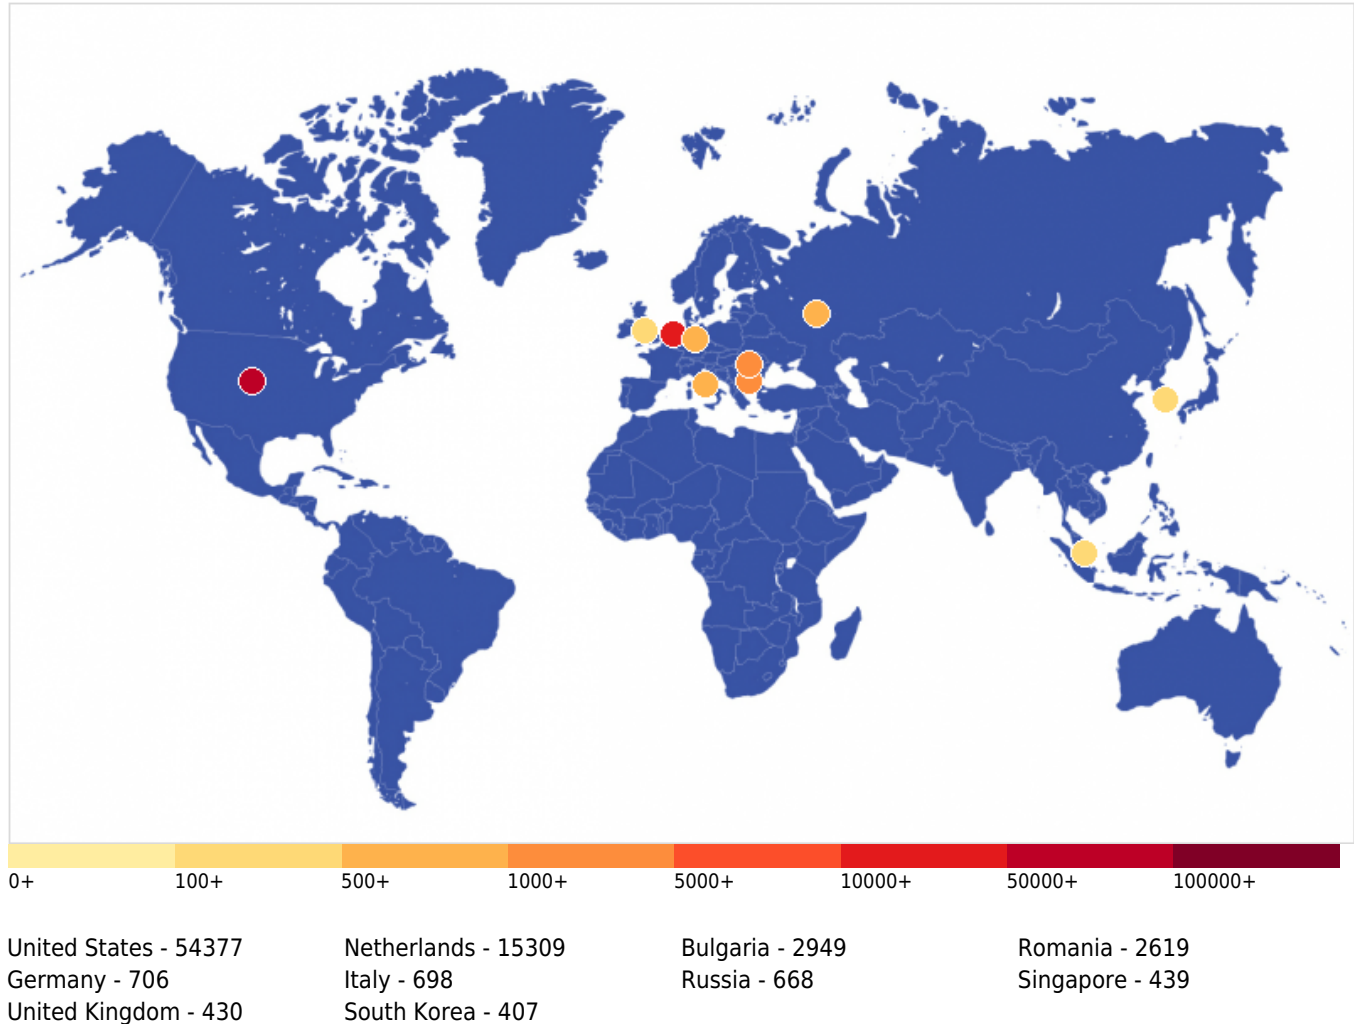 0+ 100+ 500+ 1000+ 5000+ 10000+ 50000+ 100000+
United States - 54377 Netherlands - 15309 Bulgaria - 2949 Romania - 2619
Germany - 706 Italy - 698 Russia - 668 Singapore - 439
United Kingdom - 430 South Korea - 407